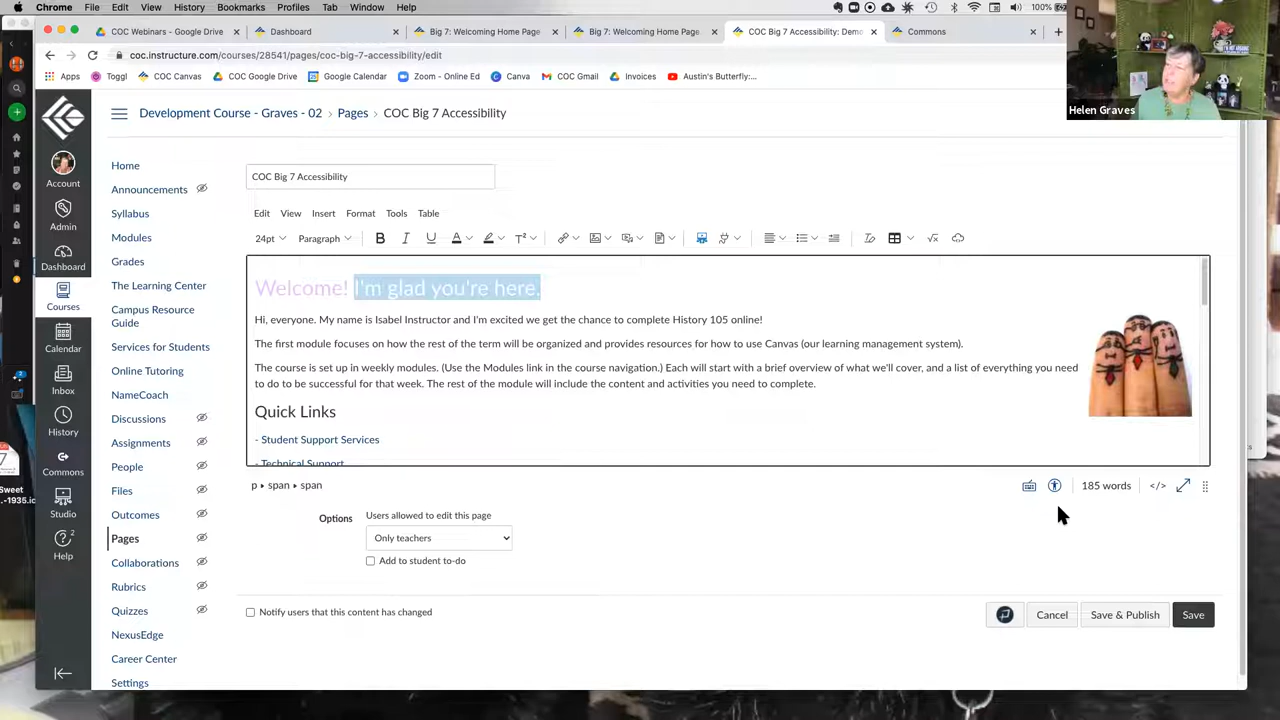 Chrome File Edit View History Bookmarks Profiles Tab Window Help 100%
COC Webinars - Google Drive Dashboard Big 7: Welcoming Home Page Big 7: Welcoming Home Page COC Big 7 Accessibility: Demo Commons
coc.instructure.com/courses/28541/pages/coc-big-7-accessibility/edit
Apps Toggl COC Canvas COC Google Drive Google Calendar Zoom - Online Ed Canva COC Gmail Invoices Austin's Butterfly:...
Helen Graves
Development Course - Graves - 02 › Pages › COC Big 7 Accessibility
Account
Admin
Dashboard
Courses
Calendar
Inbox
History
Commons
Studio
2
Help
Home
Announcements
Syllabus
Modules
Grades
The Learning Center
Campus Resource
Guide
Services for Students
Online Tutoring
NameCoach
Discussions
Assignments
People
Files
Outcomes
Pages
Collaborations
Rubrics
Quizzes
NexusEdge
Career Center
Settings
COC Big 7 Accessibility
Edit View Insert Format Tools Table
24pt Paragraph B I U A T²
Welcome! I'm glad you're here.
Hi, everyone. My name is Isabel Instructor and I'm excited we get the chance to complete History 105 online!
The first module focuses on how the rest of the term will be organized and provides resources for how to use Canvas (our learning management system).
The course is set up in weekly modules. (Use the Modules link in the course navigation.) Each will start with a brief overview of what we'll cover, and a list of everything you need
to do to be successful for that week. The rest of the module will include the content and activities you need to complete.
Quick Links
- Student Support Services
- Technical Support
p ▸ span ▸ span
185 words </>
Options
Users allowed to edit this page
Only teachers
Add to student to-do
Notify users that this content has changed
Cancel Save & Publish Save
Sweet
-1935.ic